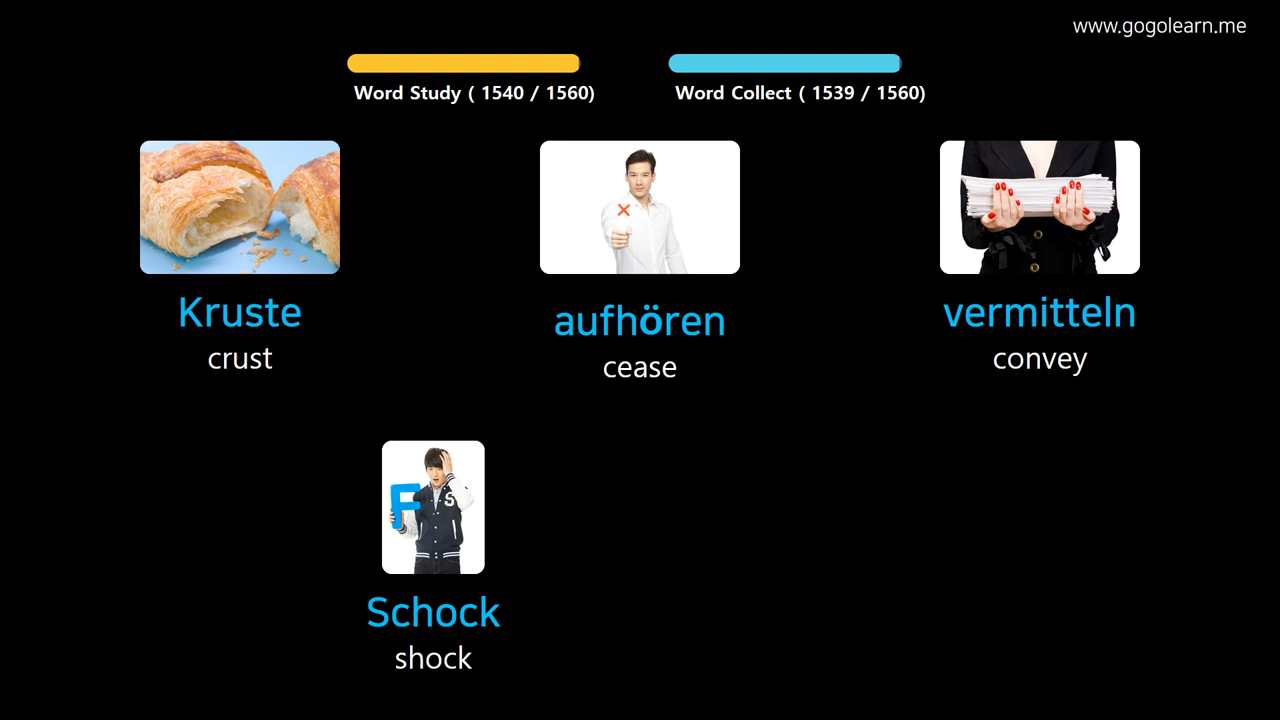 www.gogolearn.me
Word Study ( 1540 / 1560)
Word Collect ( 1539 / 1560)
Kruste
crust
aufhören
cease
vermitteln
convey
F
S
Schock
shock